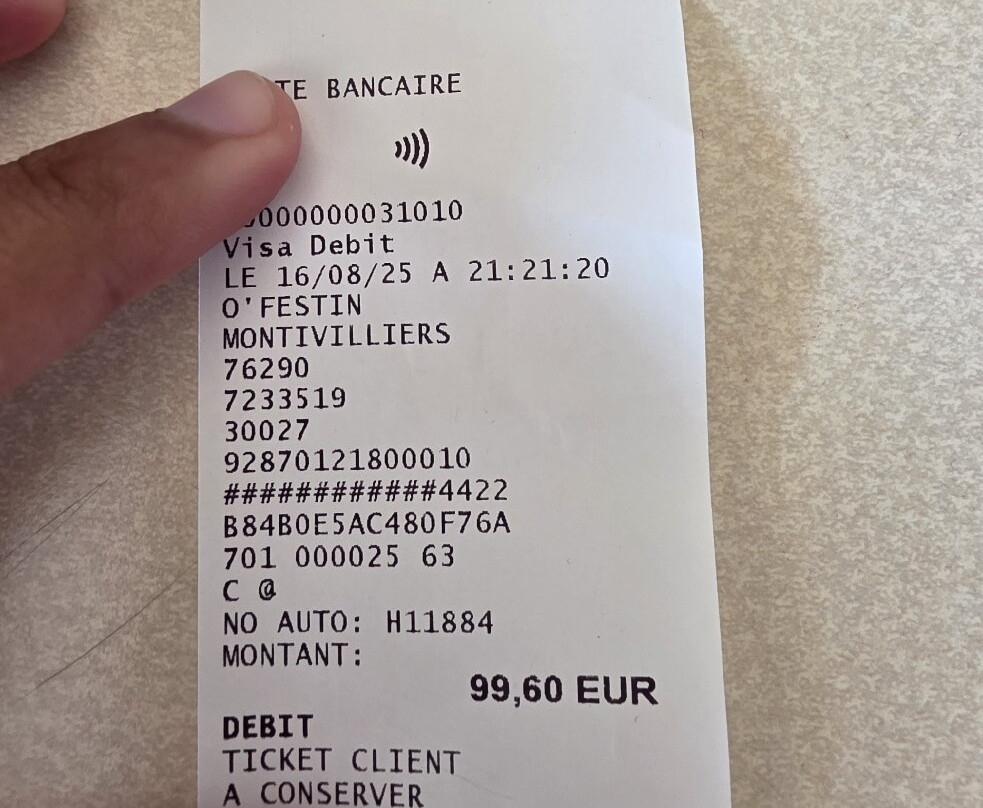 BANCAIRE
Visa Debit
LE 16/08/25 A 21:21:20
O'FESTIN
MONTIVILLIERS
76290
7233519
30027
92870121800010
############4422
B84B0E5AC480F76A
701 000025 63
C @
NO AUTO: H11884
MONTANT:
99,60 EUR
DEBIT
TICKET CLIENT
A CONSERVER